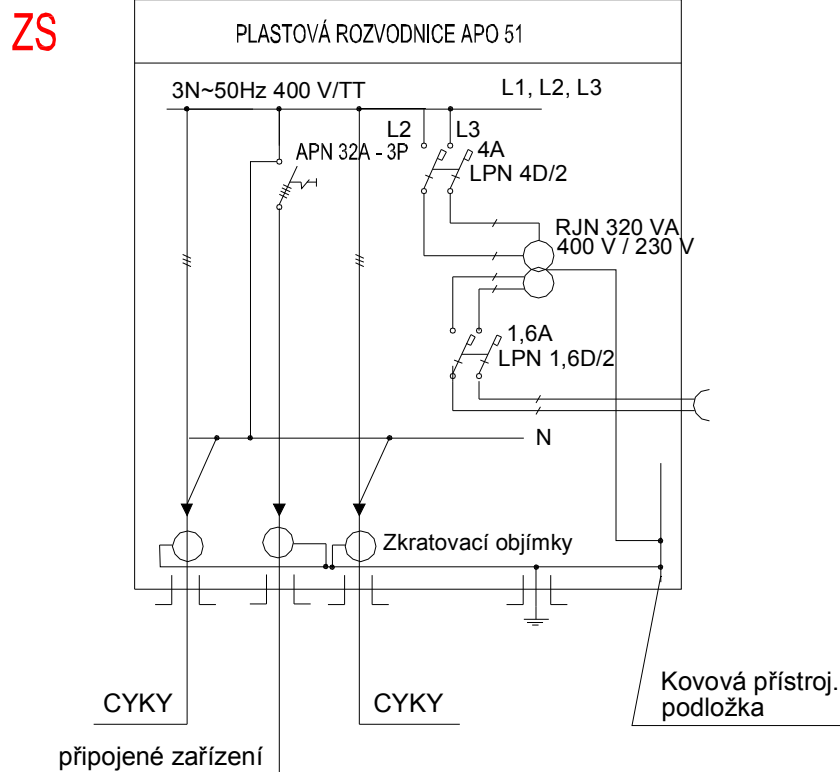 ZS
PLASTOVÁ ROZVODNICE APO 51
3N~50Hz 400 V/TT
L1, L2, L3
L2
L3
APN 32A - 3P
4A
LPN 4D/2
RJN 320 VA
400 V / 230 V
1,6A
LPN 1,6D/2
N
Zkratovací objímky
CYKY
CYKY
Kovová přístroj.
podložka
připojené zařízení